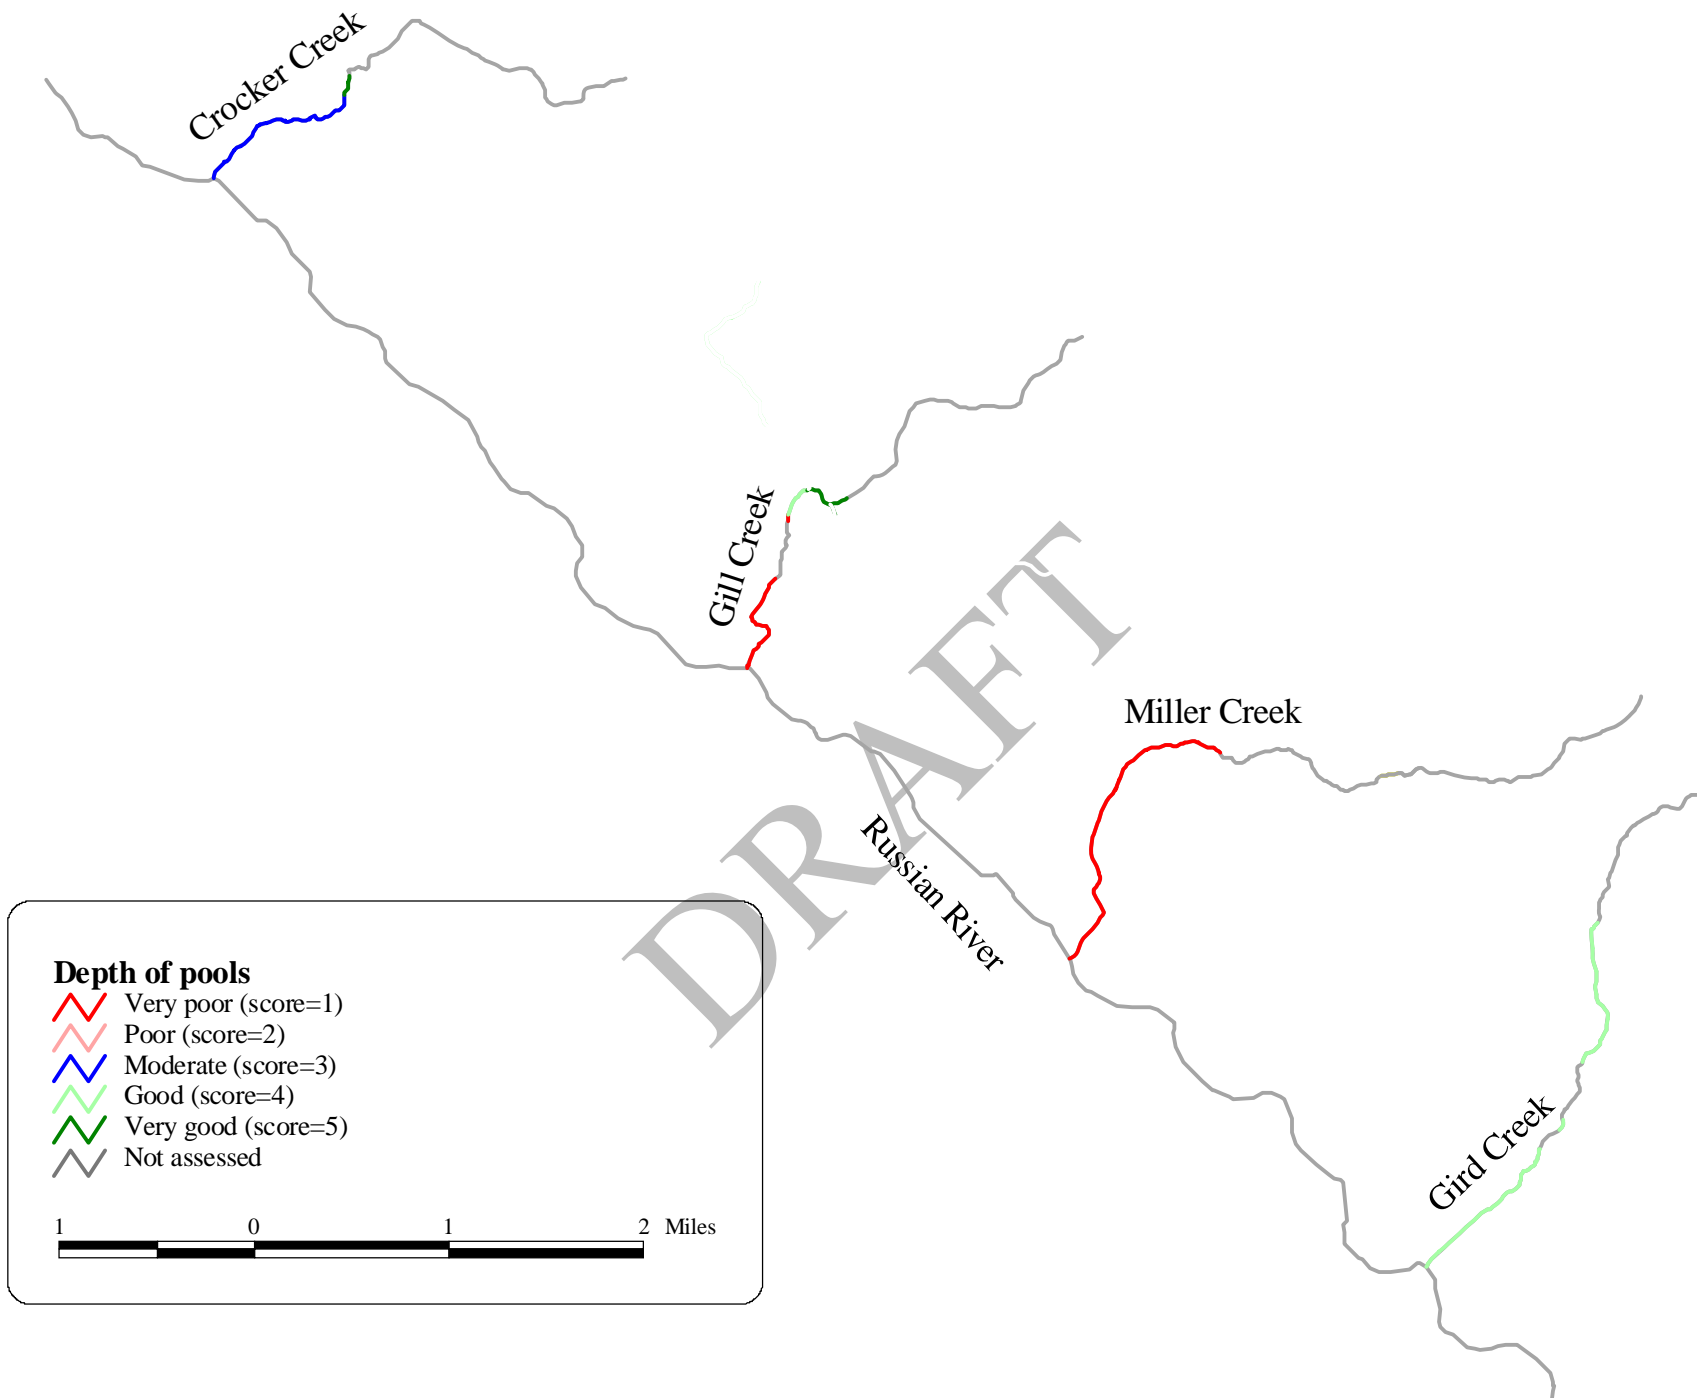 Crocker Creek
Gill Creek
Miller Creek
Russian River
Gird Creek
DRAFT
Depth of pools
Very poor (score=1)
Poor (score=2)
Moderate (score=3)
Good (score=4)
Very good (score=5)
Not assessed
1 0 1 2 Miles